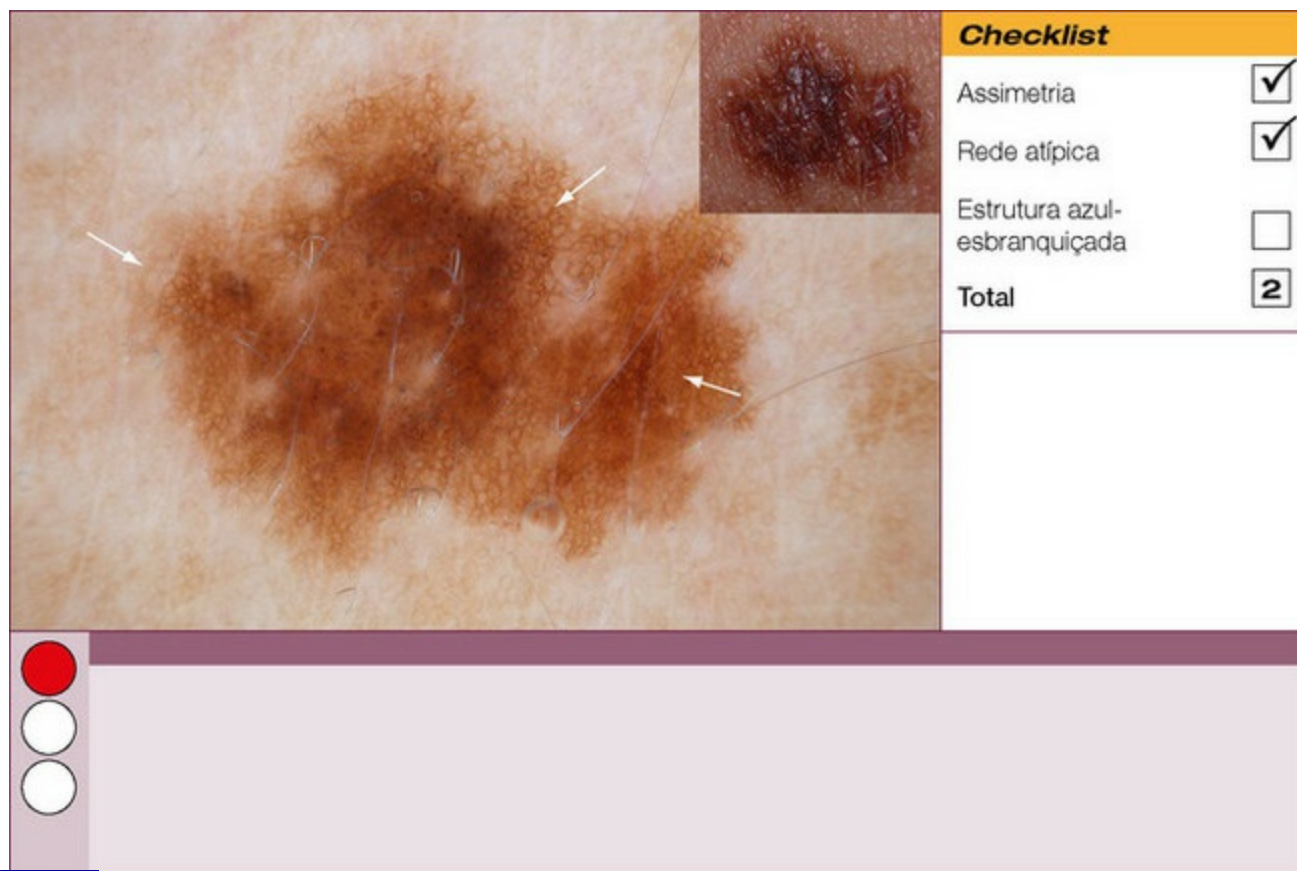 Checklist
Assimetria
Rede atípica
Estrutura azul-
esbranquiçada
Total 2